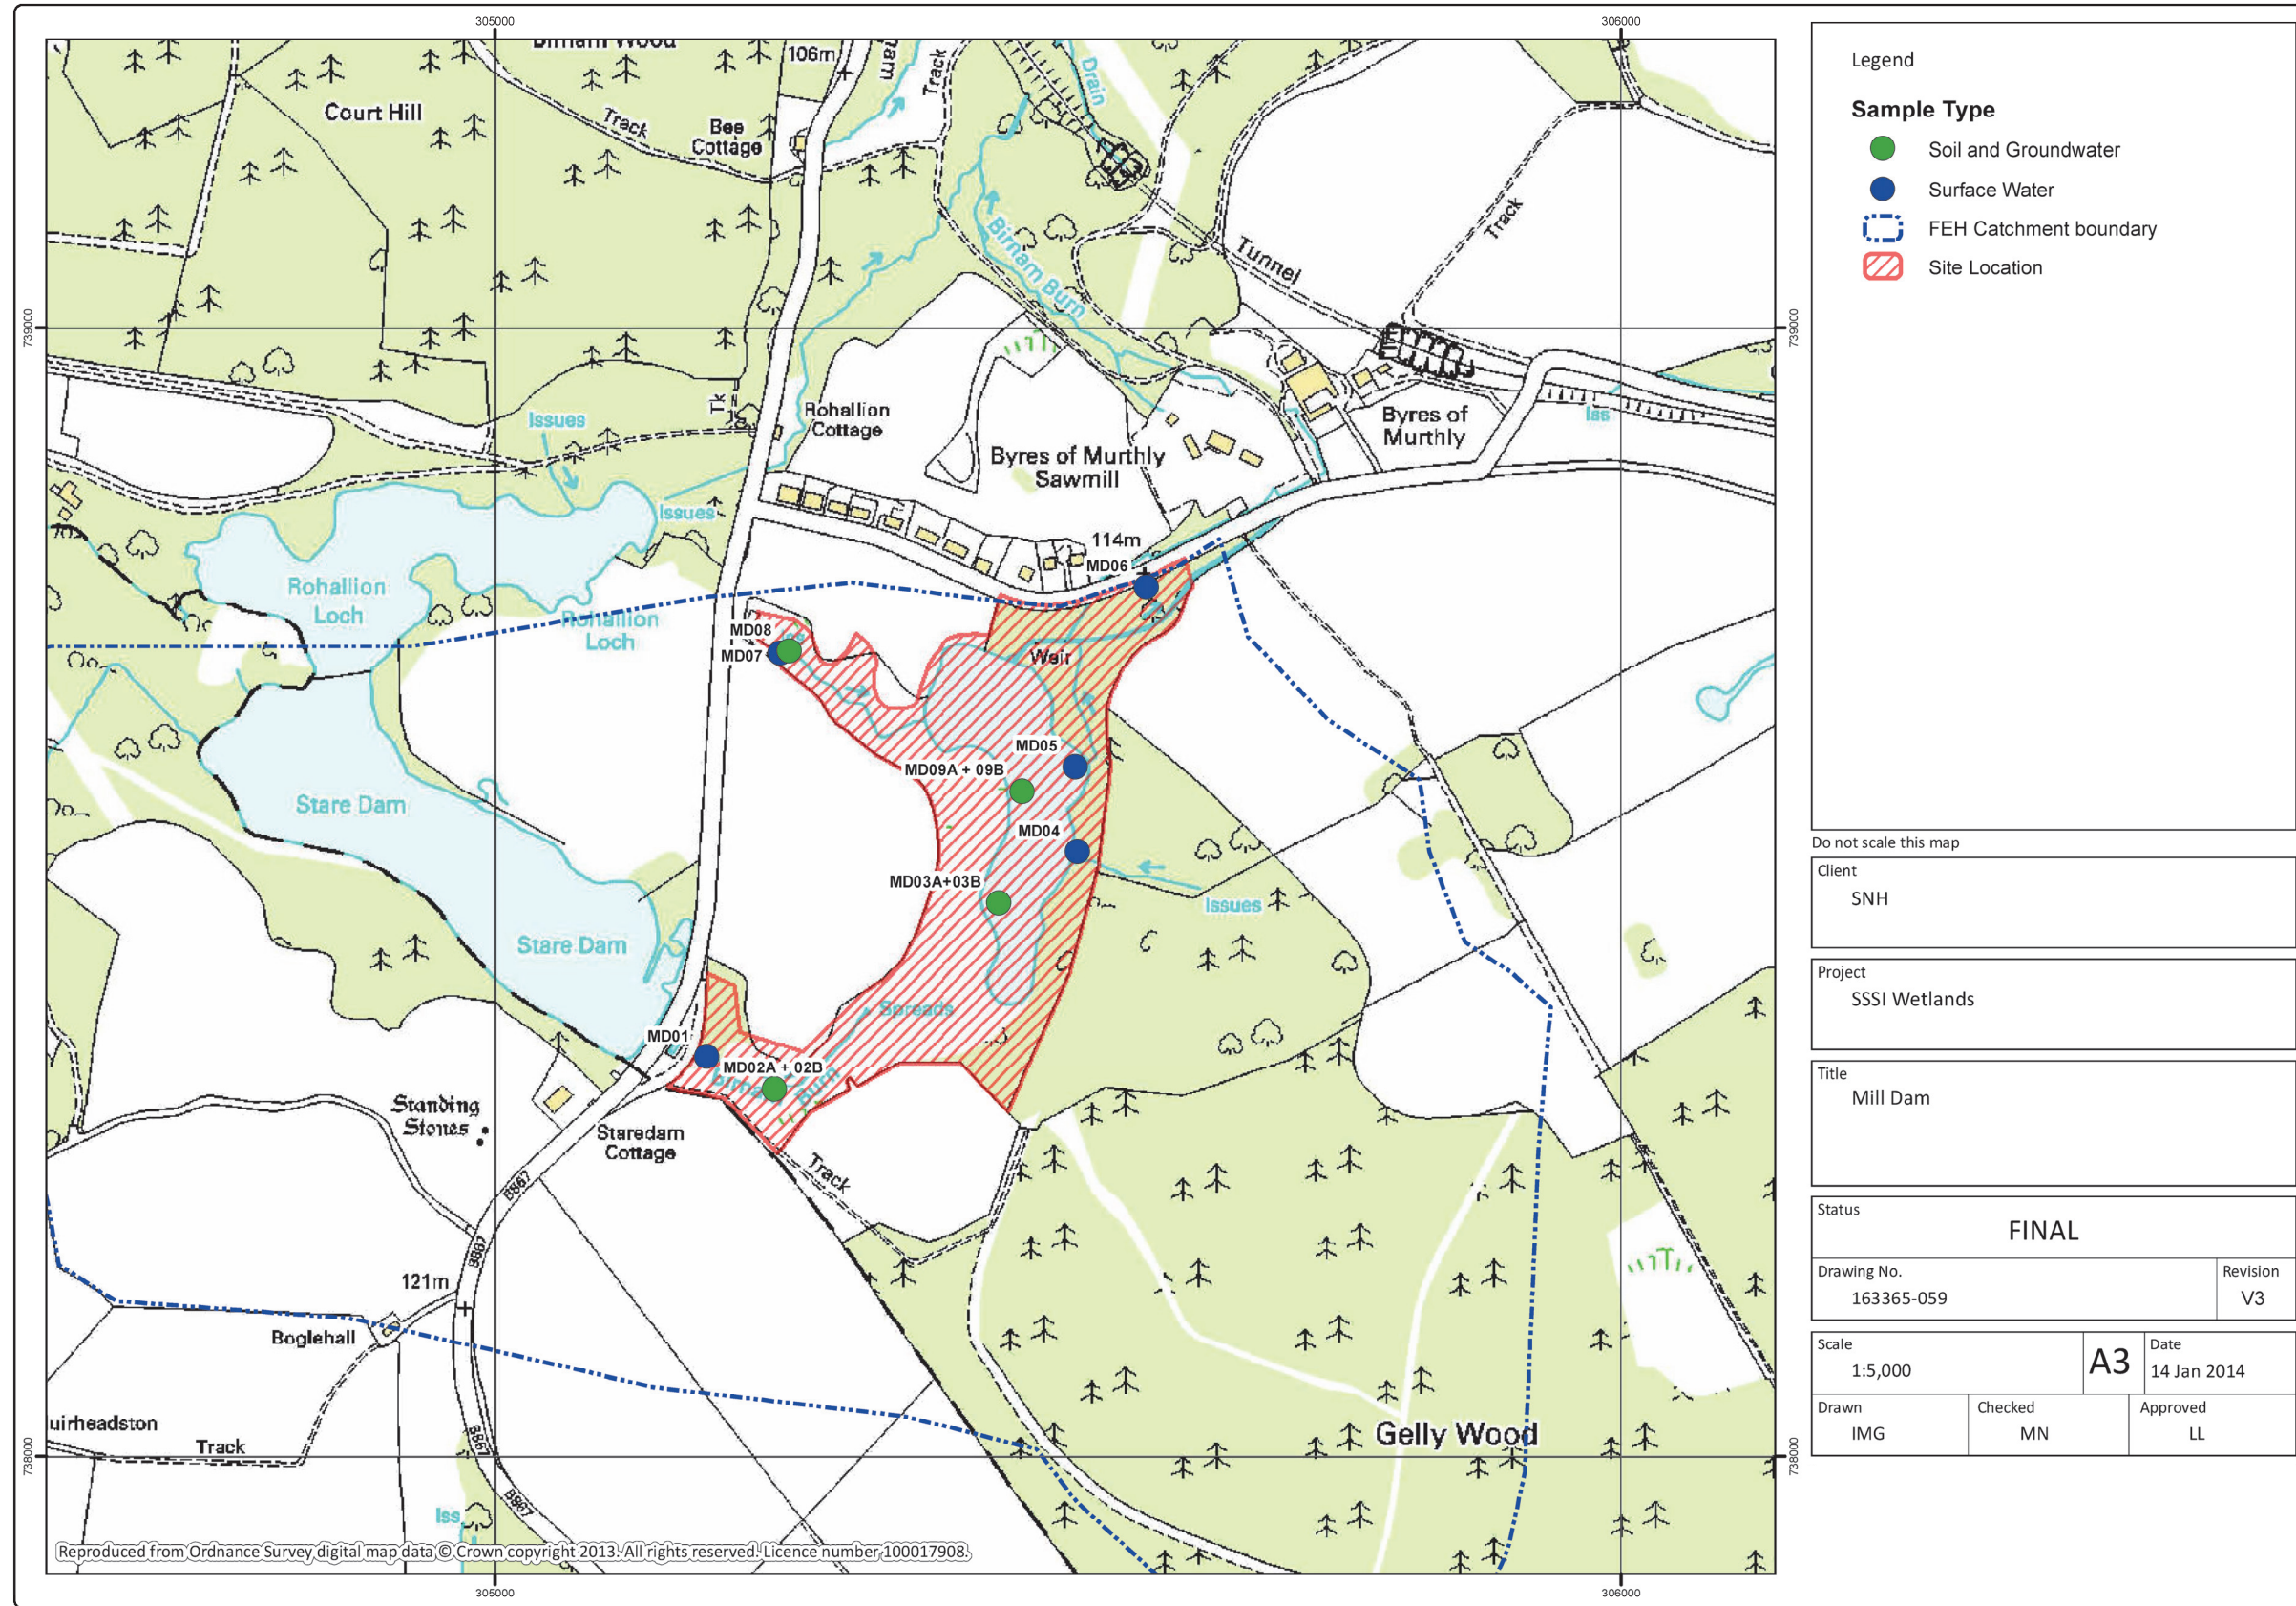 305000
306000
Birnam Wood
106m
Track
Drain
Court Hill
Track
Bee
Cottage
Track
Birnam Burn
Tunnel
739000
739000
Tk
Rohallion
Cottage
Issues
Byres of Murthly
Sawmill
Byres of
Murthly
Iss
Issues
114m
MD06
Rohallion
Loch
Rohallion
Loch
MD08
MD07
Weir
MD05
MD09A + 09B
Stare Dam
MD04
MD03A+03B
Issues
Stare Dam
Spreads
MD01
MD02A + 02B
Birnam Burn
Standing
Stones
Staredam
Cottage
Track
B867
B867
121m
Boglehall
uirheadston
Track
B867
Gelly Wood
738000
738000
B867
Iss
Reproduced from Ordnance Survey digital map data © Crown copyright 2013. All rights reserved. Licence number 100017908.
305000
306000
Legend
Sample Type
Soil and Groundwater
Surface Water
FEH Catchment boundary
Site Location
Do not scale this map
Client
SNH
Project
SSSI Wetlands
Title
Mill Dam
Status
FINAL
Drawing No.
163365-059
Revision
V3
Scale
1:5,000
A3
Date
14 Jan 2014
Drawn
IMG
Checked
MN
Approved
LL